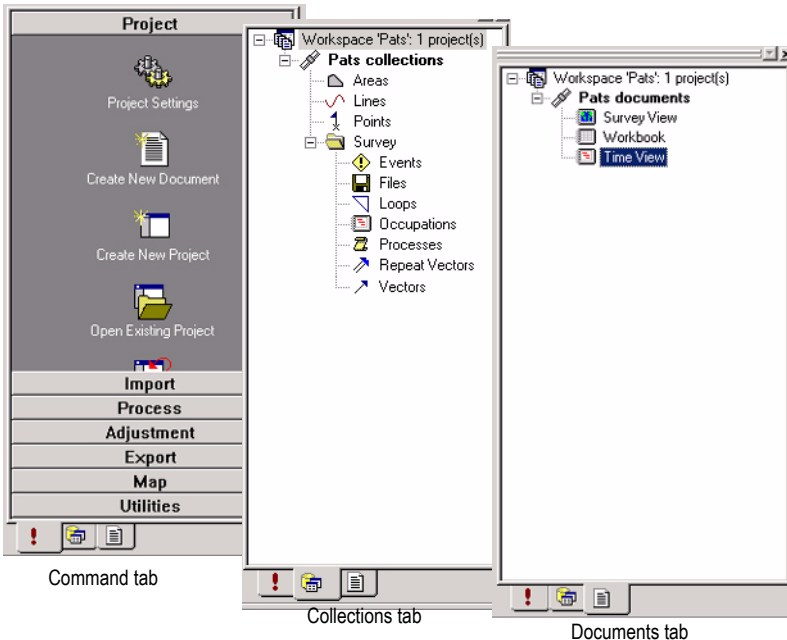 Project
Project Settings
Create New Document
Create New Project
Open Existing Project
Import
Process
Adjustment
Export
Map
Utilities
Command tab
Workspace 'Pats': 1 project(s)
Pats collections
Areas
Lines
Points
Survey
Events
Files
Loops
Occupations
Processes
Repeat Vectors
Vectors
Collections tab
Workspace 'Pats': 1 project(s)
Pats documents
Survey View
Workbook
Time View
Documents tab